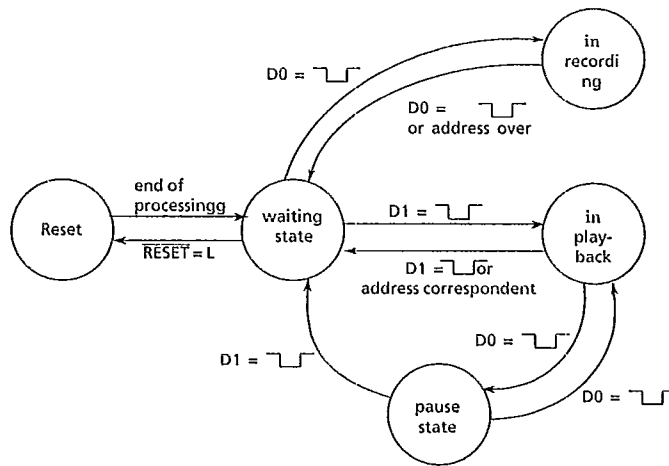 in
recordi
ng
D0 =
D0 =
or address over
end of
processingg
Reset
waiting
state
RESET = L
D1 =
in
play-
back
D1 = or
address correspondent
D1 =
D0 =
D0 =
pause
state